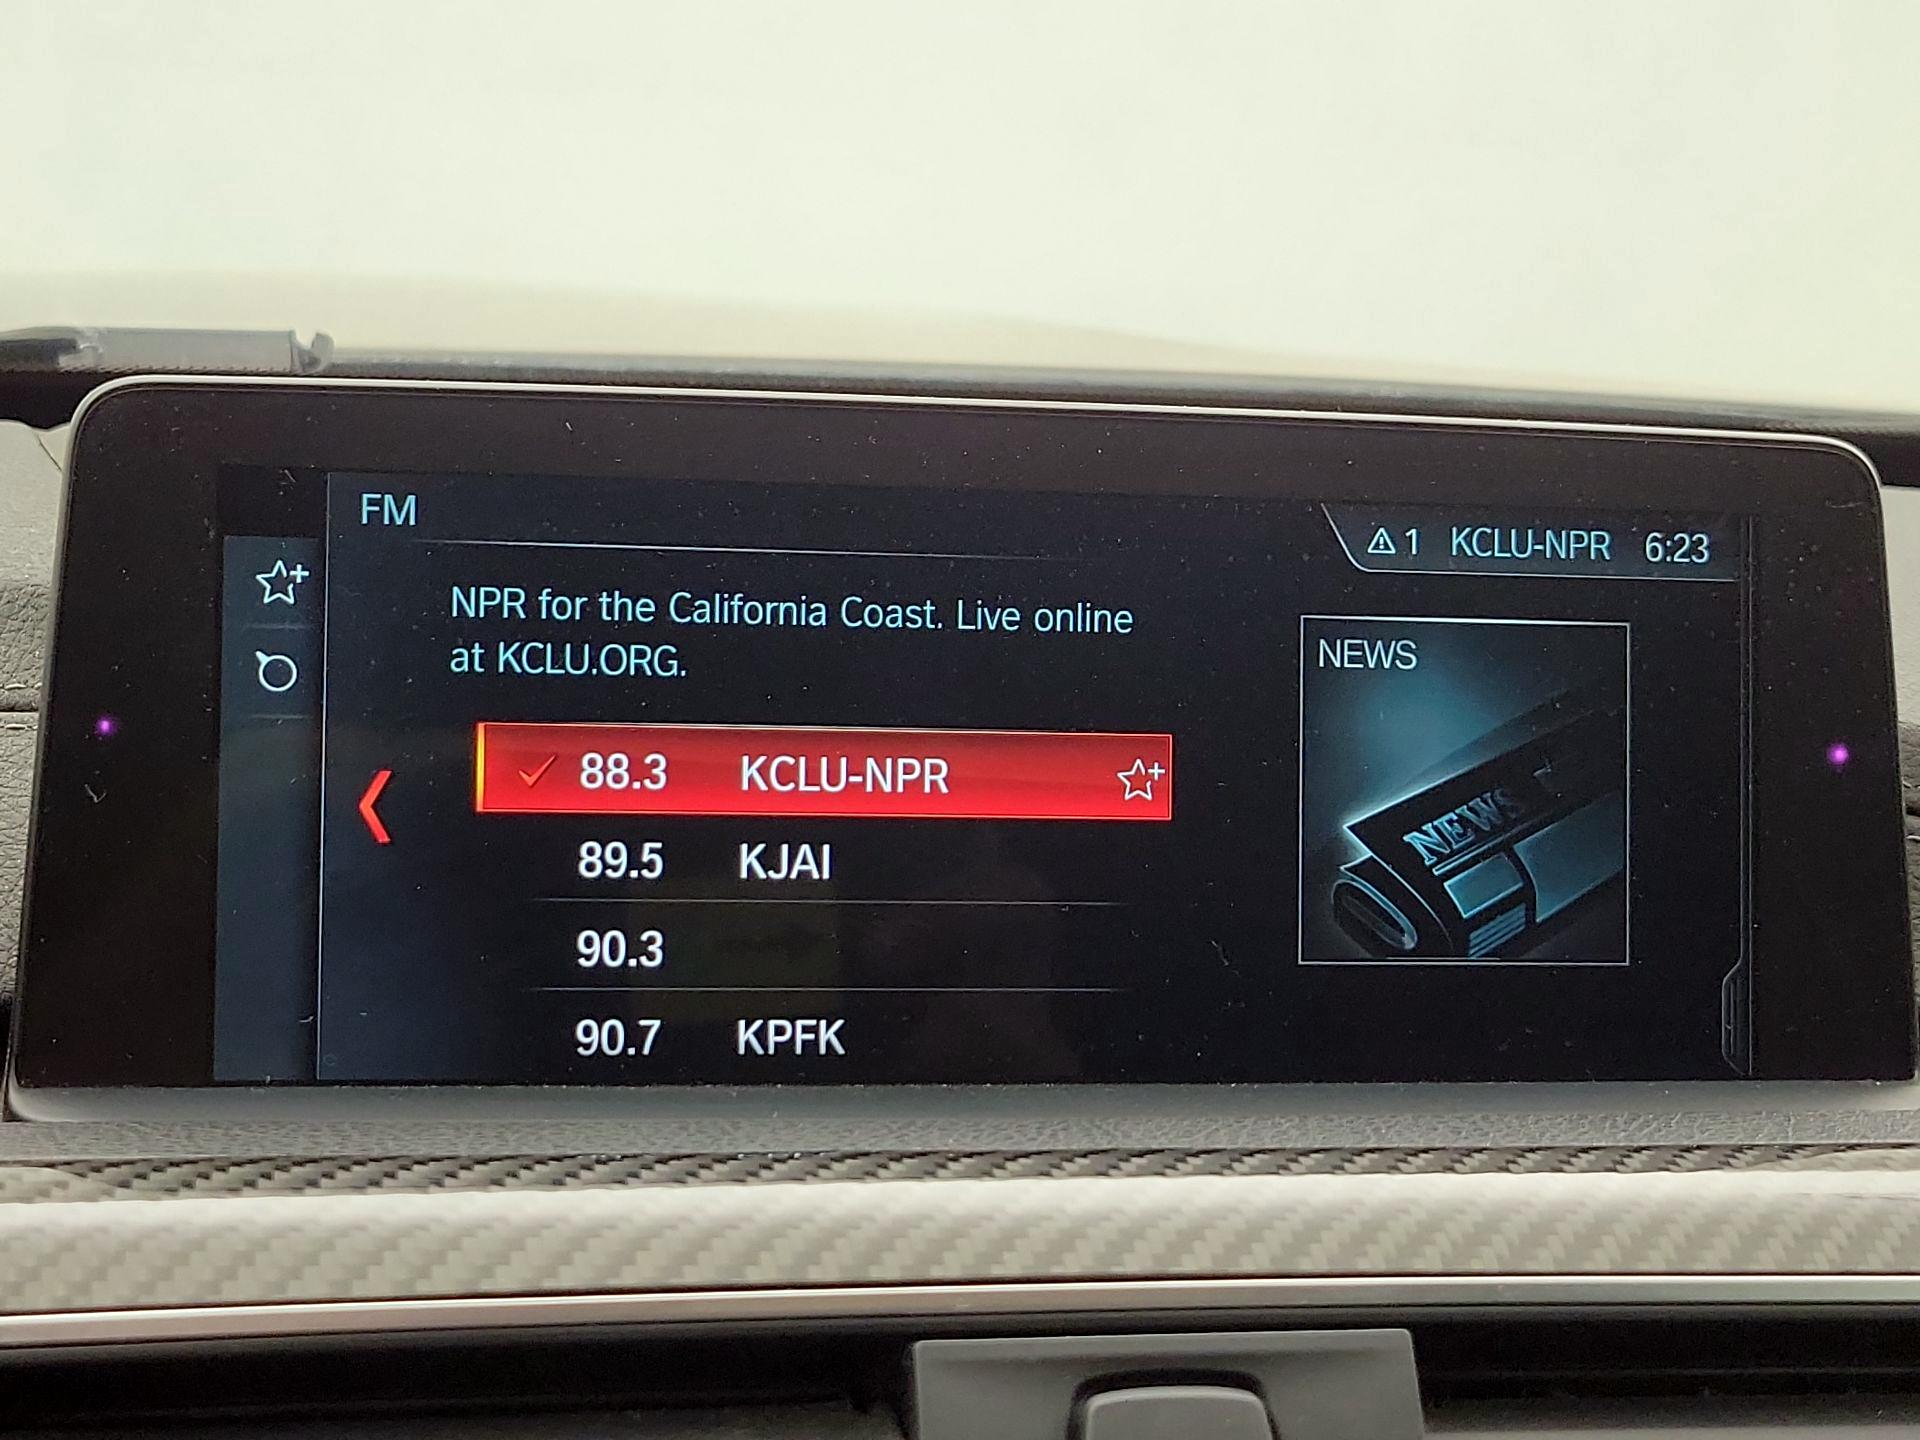 FM
1 KCLU-NPR 6:23
NPR for the California Coast. Live online
at KCLU.ORG.
NEWS
88.3 KCLU-NPR
89.5 KJAI
90.3
90.7 KPFK
NEWS